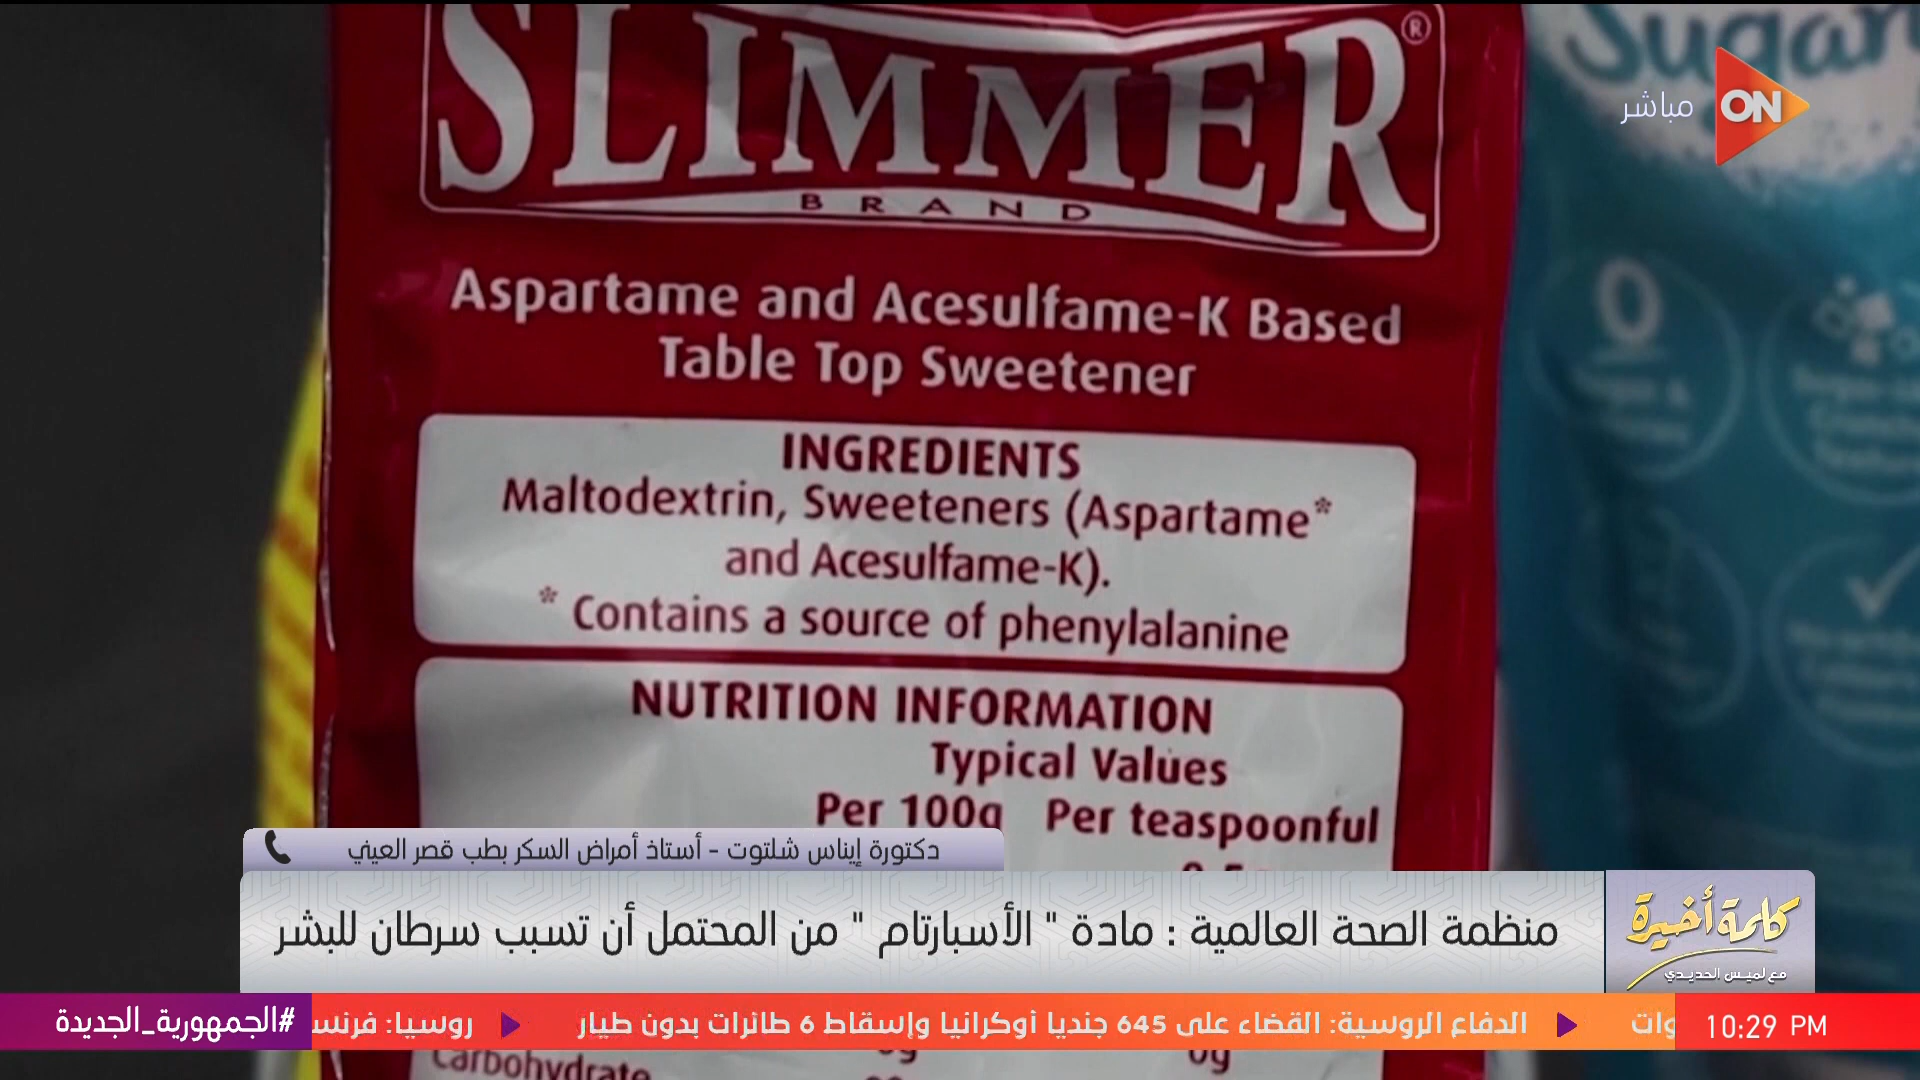 SLIMMER®
BRAND
Aspartame and Acesulfame-K Based
Table Top Sweetener
INGREDIENTS
Maltodextrin, Sweeteners (Aspartame*
and Acesulfame-K).
* Contains a source of phenylalanine
NUTRITION INFORMATION
Typical Values
Per 100g Per teaspoonful
Carbohydrate
0g
مباشر ON
دكتورة إيناس شلتوت - أستاذ أمراض السكر بطب قصر العيني
منظمة الصحة العالمية : مادة " الأسبارتام " من المحتمل أن تسبب سرطان للبشر
كلمة أخيرة
مع لميس الحديدي
الدفاع الروسية: القضاء على 645 جنديا أوكرانيا وإسقاط 6 طائرات بدون طيار
روسيا:
#الجمهورية_الجديدة
10:29 PM